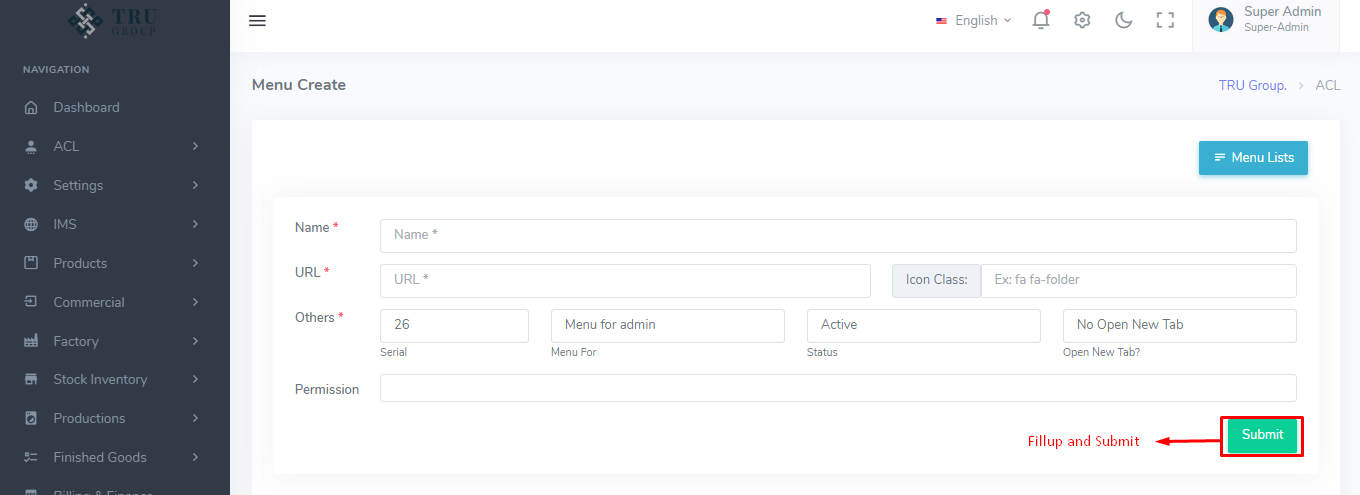 TRU
GROUP
English
Super Admin
Super-Admin
NAVIGATION
Menu Create
TRU Group. > ACL
Dashboard
ACL
Settings
IMS
Products
Commercial
Factory
Stock Inventory
Productions
Finished Goods
Billing & Finance
Menu Lists
Name *
Name *
URL *
URL *
Icon Class:
Ex: fa fa-folder
Others *
26
Menu for admin
Active
No Open New Tab
Serial
Menu For
Status
Open New Tab?
Permission
Fillup and Submit
Submit